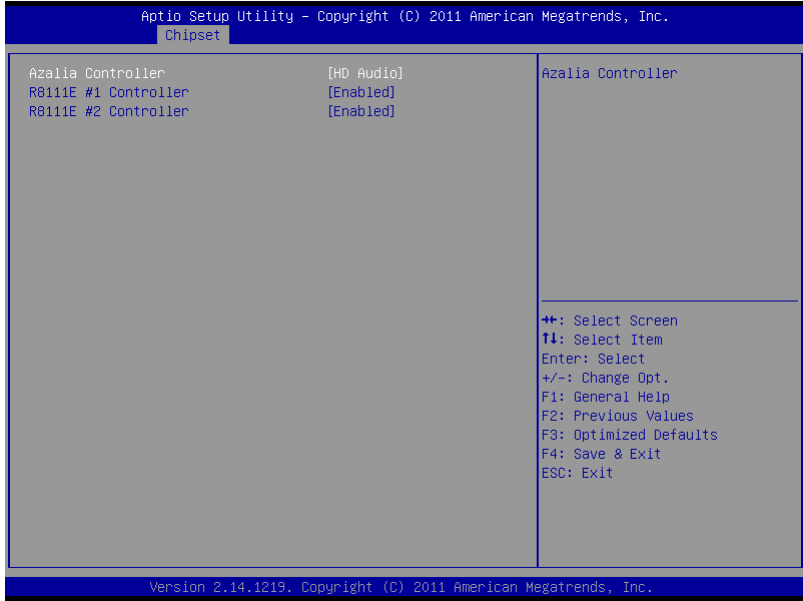 Aptio Setup Utility – Copyright (C) 2011 American Megatrends, Inc.
Chipset
Azalia Controller [HD Audio]
R8111E #1 Controller [Enabled]
R8111E #2 Controller [Enabled]
Azalia Controller
→←: Select Screen
↑↓: Select Item
Enter: Select
+/-: Change Opt.
F1: General Help
F2: Previous Values
F3: Optimized Defaults
F4: Save & Exit
ESC: Exit
Version 2.14.1219. Copyright (C) 2011 American Megatrends, Inc.